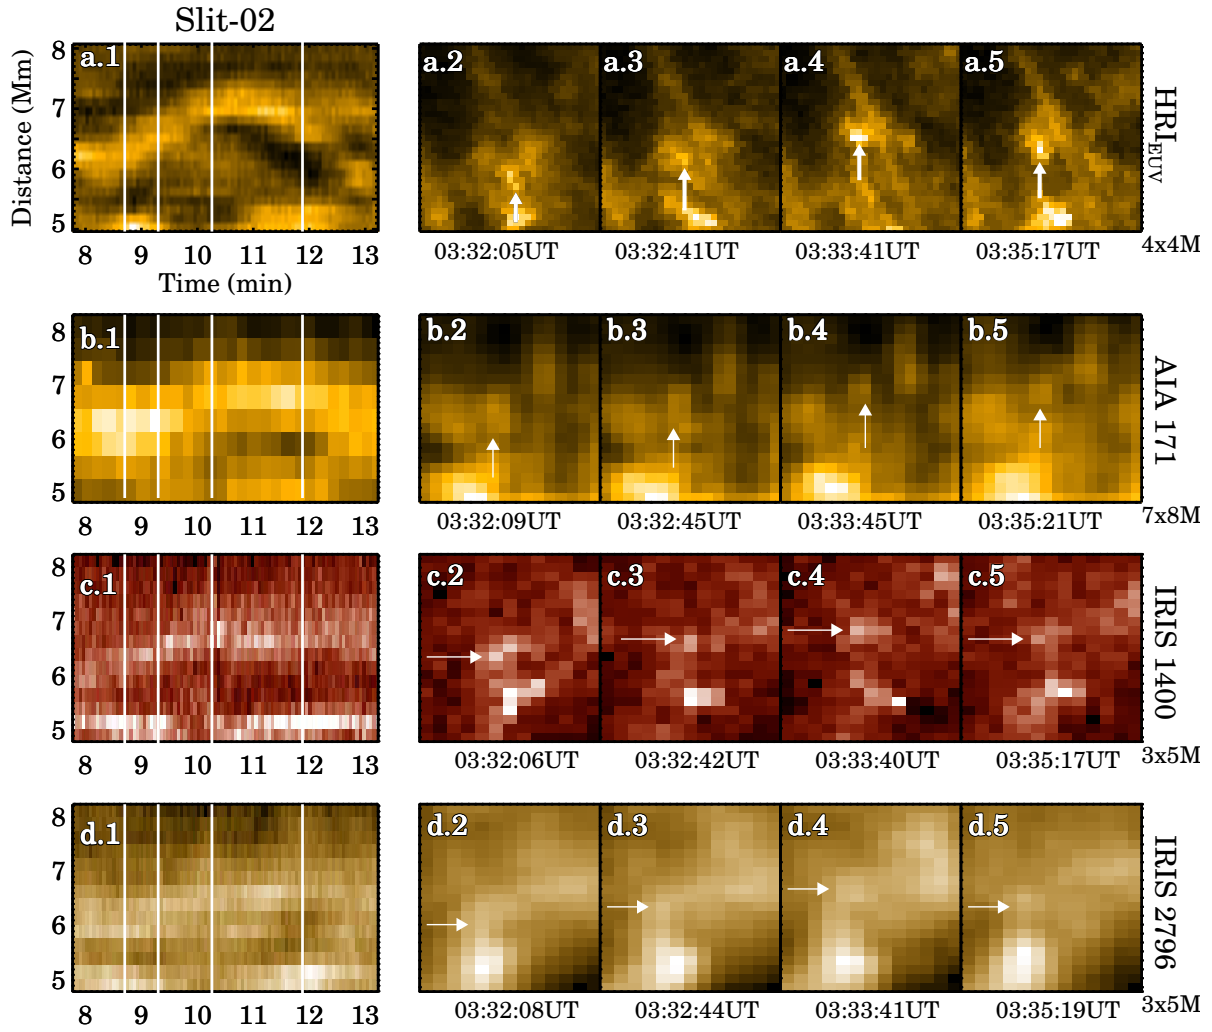 Slit-02
Distance (Mm)
8
7
6
5
a.1
a.2
a.3
a.4
a.5
HRI_EUV
8 9 10 11 12 13
Time (min)
03:32:05UT
03:32:41UT
03:33:41UT
03:35:17UT
4x4M
8
7
6
5
b.1
b.2
b.3
b.4
b.5
AIA 171
8 9 10 11 12 13
03:32:09UT
03:32:45UT
03:33:45UT
03:35:21UT
7x8M
8
7
6
5
c.1
c.2
c.3
c.4
c.5
IRIS 1400
8 9 10 11 12 13
03:32:06UT
03:32:42UT
03:33:40UT
03:35:17UT
3x5M
8
7
6
5
d.1
d.2
d.3
d.4
d.5
IRIS 2796
8 9 10 11 12 13
03:32:08UT
03:32:44UT
03:33:41UT
03:35:19UT
3x5M